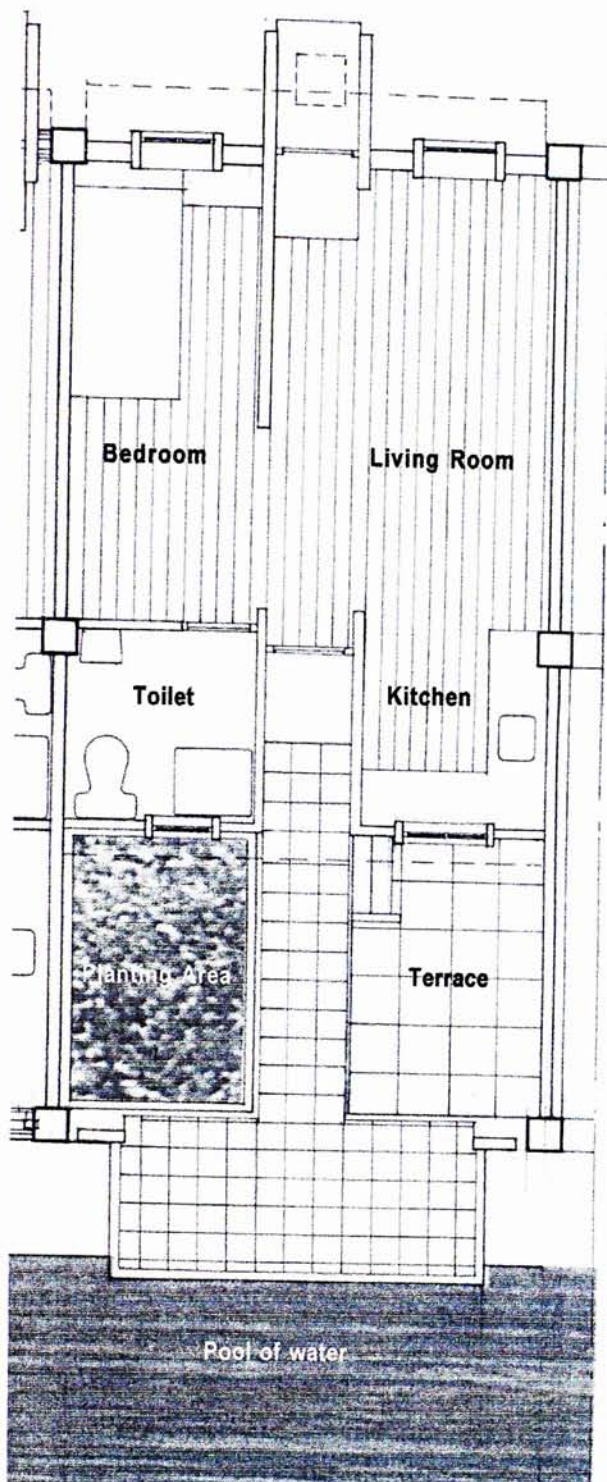 Bedroom
Living Room
Toilet
Kitchen
Planting Area
Terrace
Pool of water